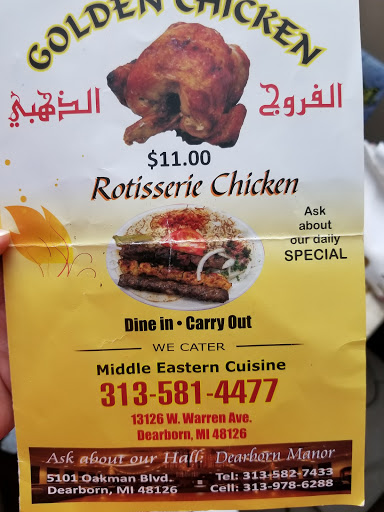 GOLDEN CHICKEN
الفروج الذهبي
$11.00
Rotisserie Chicken
Ask
about
our daily
SPECIAL
Dine in • Carry Out
WE CATER
Middle Eastern Cuisine
313-581-4477
13126 W. Warren Ave.
Dearborn, MI 48126
Ask about our Hall: Dearborn Manor
5101 Oakman Blvd. Tel: 313-582-7433
Dearborn, MI 48126 Cell: 313-978-6288